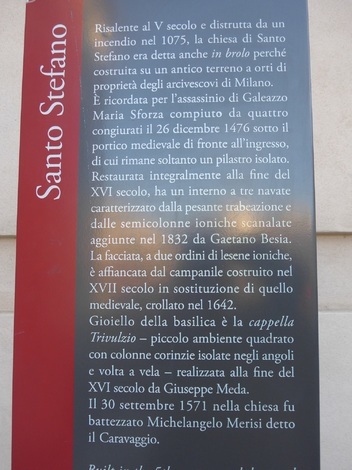 Santo Stefano
Risalente al V secolo e distrutta da un
incendio nel 1075, la chiesa di Santo
Stefano era detta anche in brolo perché
costruita su un antico terreno a orti di
proprietà degli arcivescovi di Milano.
È ricordata per l'assassinio di Galeazzo
Maria Sforza compiuto da quattro
congiurati il 26 dicembre 1476 sotto il
portico medievale di fronte all'ingresso,
di cui rimane soltanto un pilastro isolato.
Restaurata integralmente alla fine del
XVI secolo, ha un interno a tre navate
caratterizzato dalla pesante trabeazione e
dalle semicolonne ioniche scanalate
aggiunte nel 1832 da Gaetano Besia.
La facciata, a due ordini di lesene ioniche,
è affiancata dal campanile costruito nel
XVII secolo in sostituzione di quello
medievale, crollato nel 1642.
Gioiello della basilica è la cappella
Trivulzio – piccolo ambiente quadrato
con colonne corinzie isolate negli angoli
e volta a vela – realizzata alla fine del
XVI secolo da Giuseppe Meda.
Il 30 settembre 1571 nella chiesa fu
battezzato Michelangelo Merisi detto
il Caravaggio.
Built in the 5th